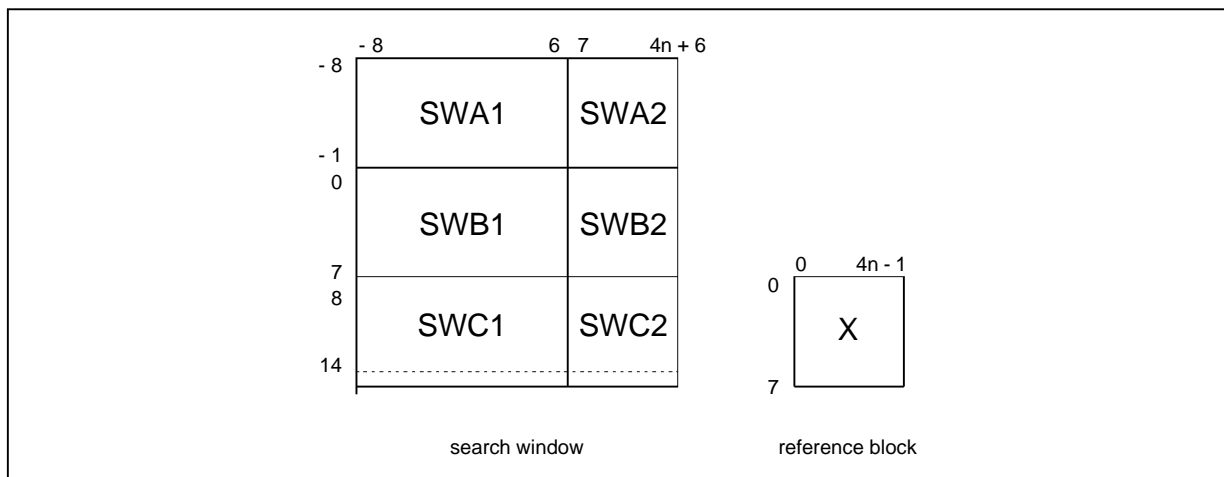 - 8 6 7 4n + 6
- 8
SWA1 SWA2
- 1
0
SWB1 SWB2
7
8
SWC1 SWC2
14
0 4n - 1
0
X
7
search window reference block